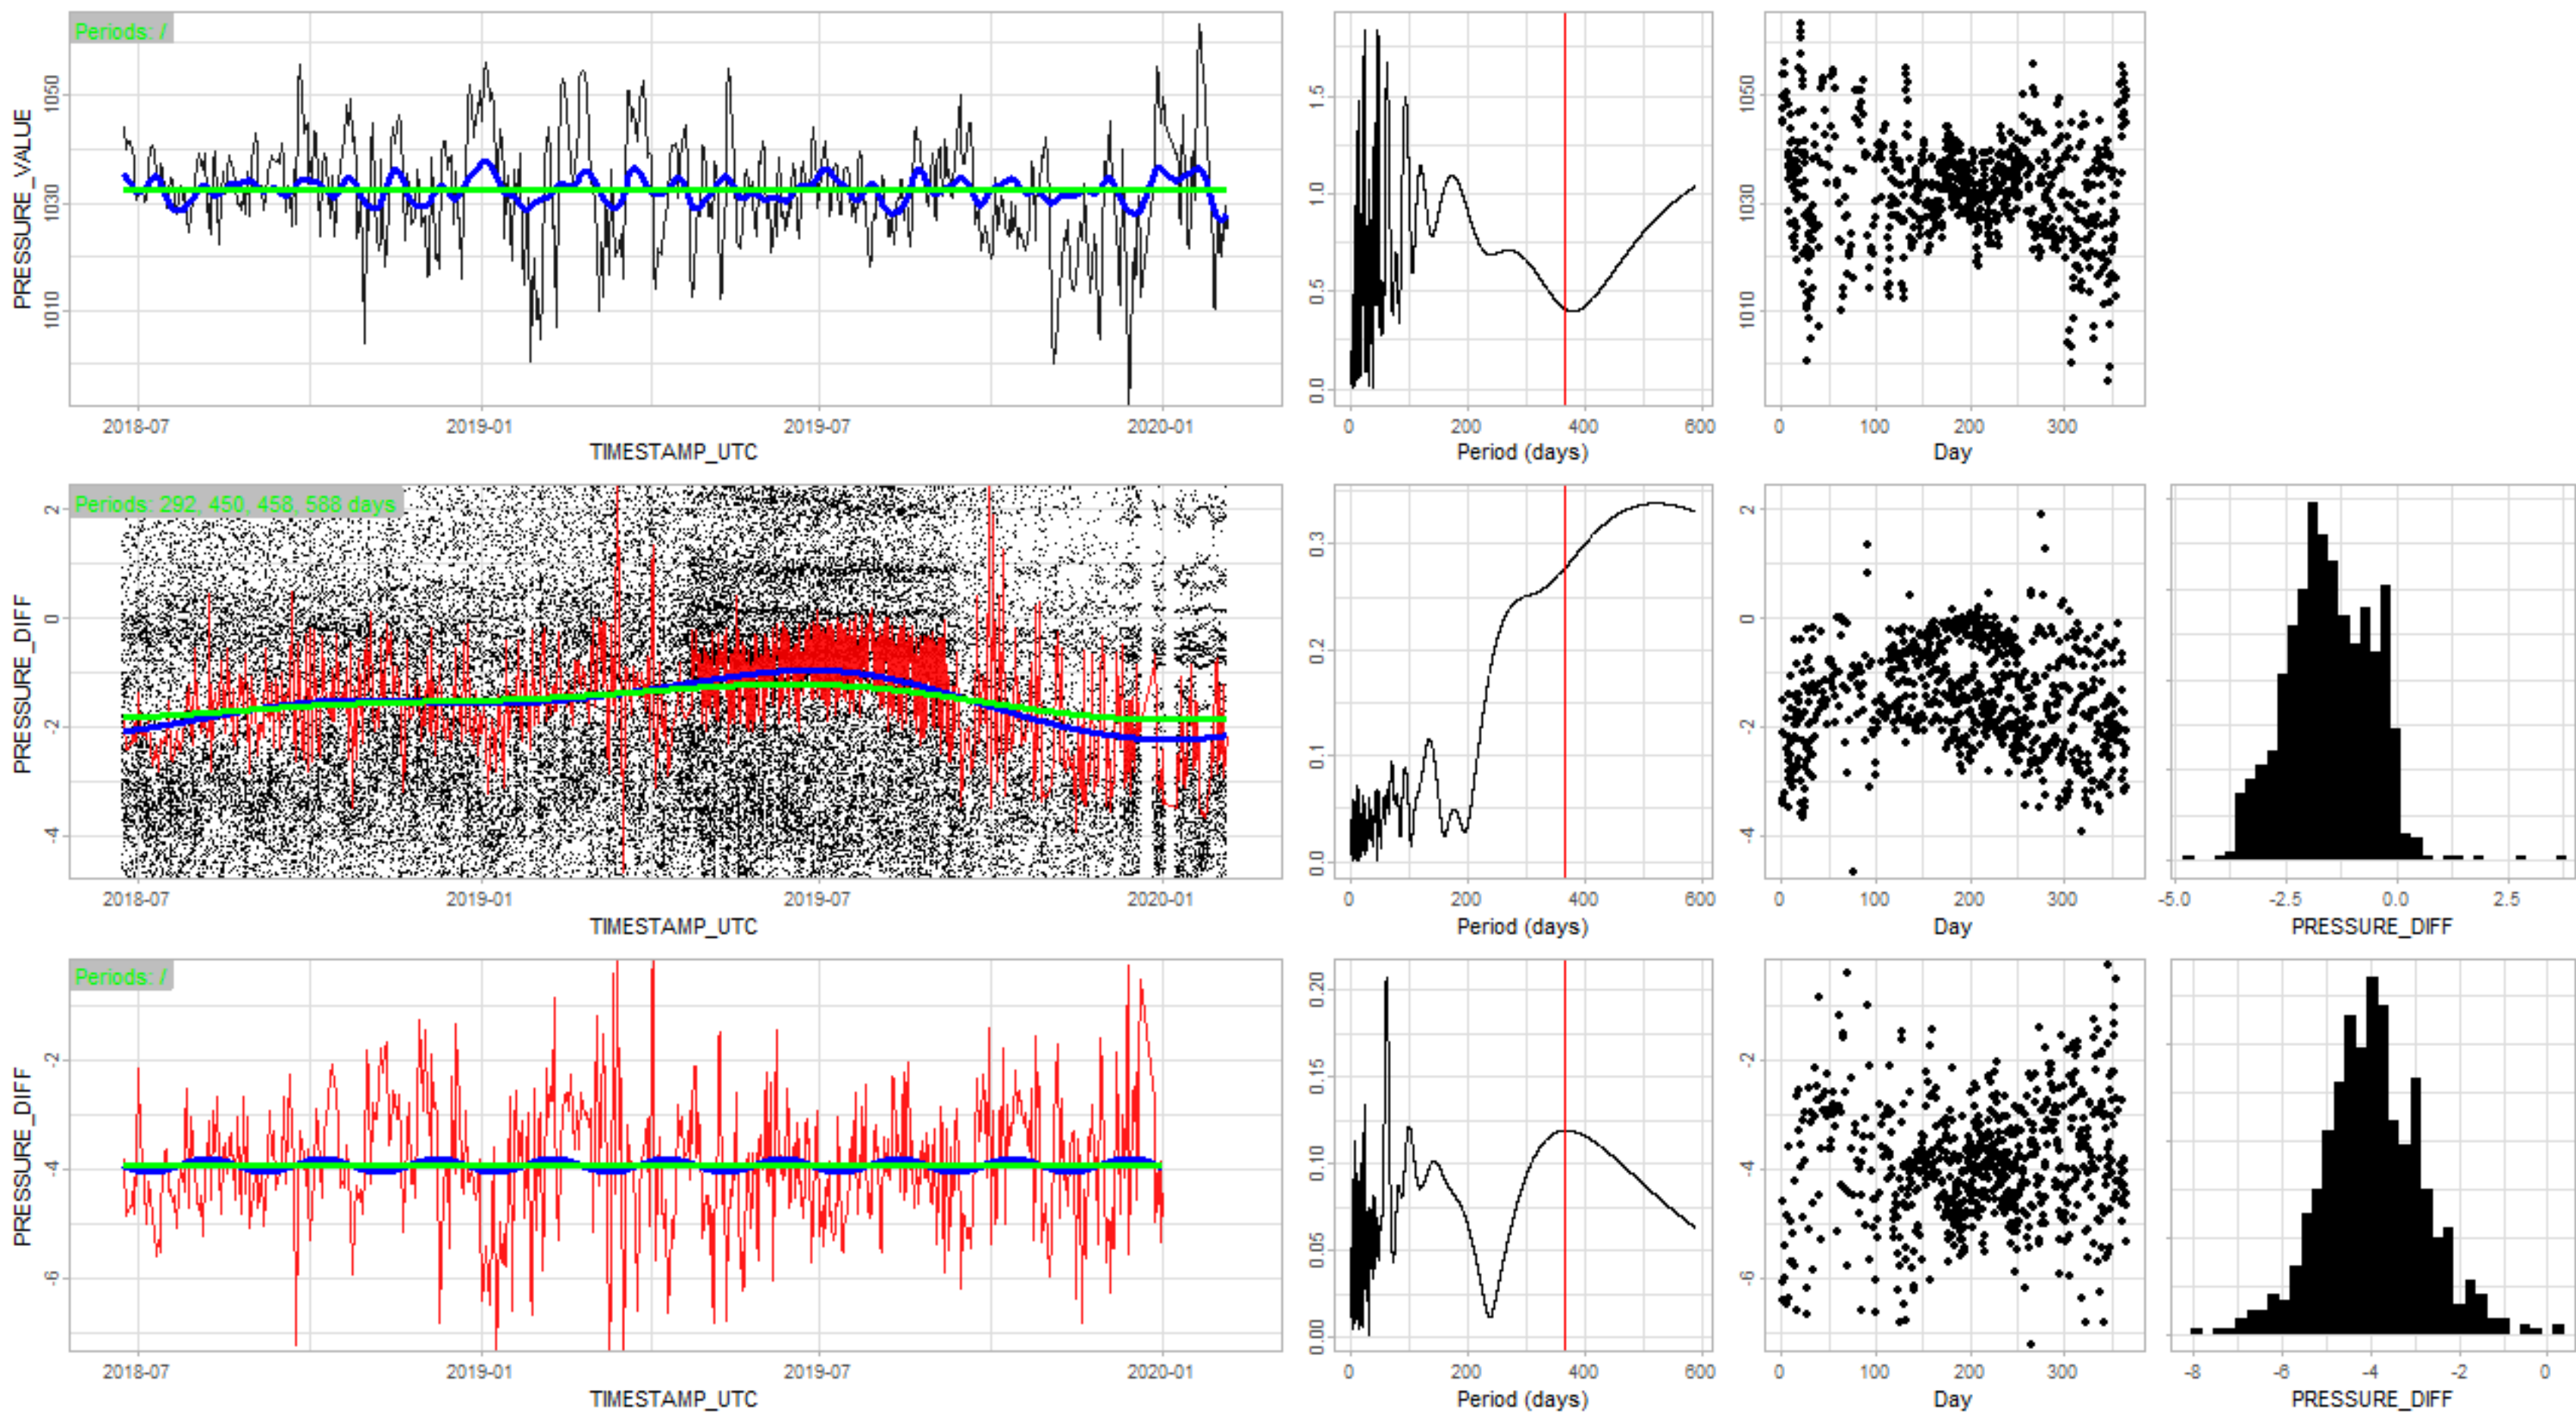 Periods: /
PRESSURE_VALUE
1050
1030
1010
2018-07 2019-01 2019-07 2020-01
TIMESTAMP_UTC
1.5
1.0
0.5
0.0
0 200 400 600
Period (days)
1050
1030
1010
0 100 200 300
Day
Periods: 292, 450, 458, 588 days
PRESSURE_DIFF
2
0
-2
-4
2018-07 2019-01 2019-07 2020-01
TIMESTAMP_UTC
0.3
0.2
0.1
0.0
0 200 400 600
Period (days)
2
0
-2
-4
0 100 200 300
Day
-5.0 -2.5 0.0 2.5
PRESSURE_DIFF
Periods: /
PRESSURE_DIFF
-2
-4
-6
2018-07 2019-01 2019-07 2020-01
TIMESTAMP_UTC
0.20
0.15
0.10
0.05
0.00
0 200 400 600
Period (days)
-2
-4
-6
0 100 200 300
Day
-8 -6 -4 -2 0
PRESSURE_DIFF